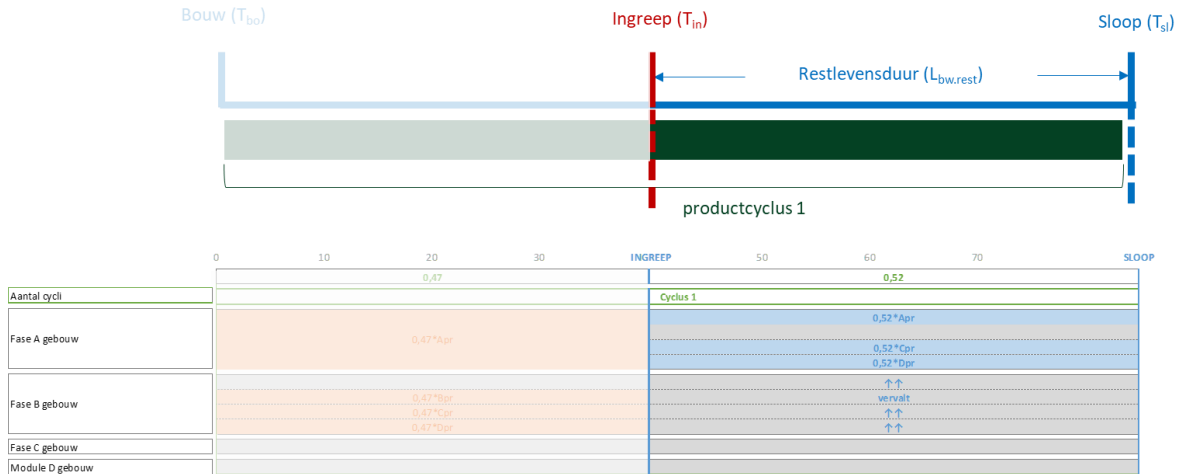 Bouw (Tbo)
Ingreep (Tin)
Sloop (Tsl)
Restlevensduur (Lbw.rest)
productcyclus 1
0 10 20 30 INGREEP 50 60 70 SLOOP
0,47 0,52
Aantal cycli Cyclus 1
Fase A gebouw 0,47*Apr 0,52*Apr
0,52*Cpr
0,52*Dpr
Fase B gebouw ↑↑
0,47*Bpr vervalt
0,47*Cpr ↑↑
0,47*Dpr ↑↑
Fase C gebouw
Module D gebouw